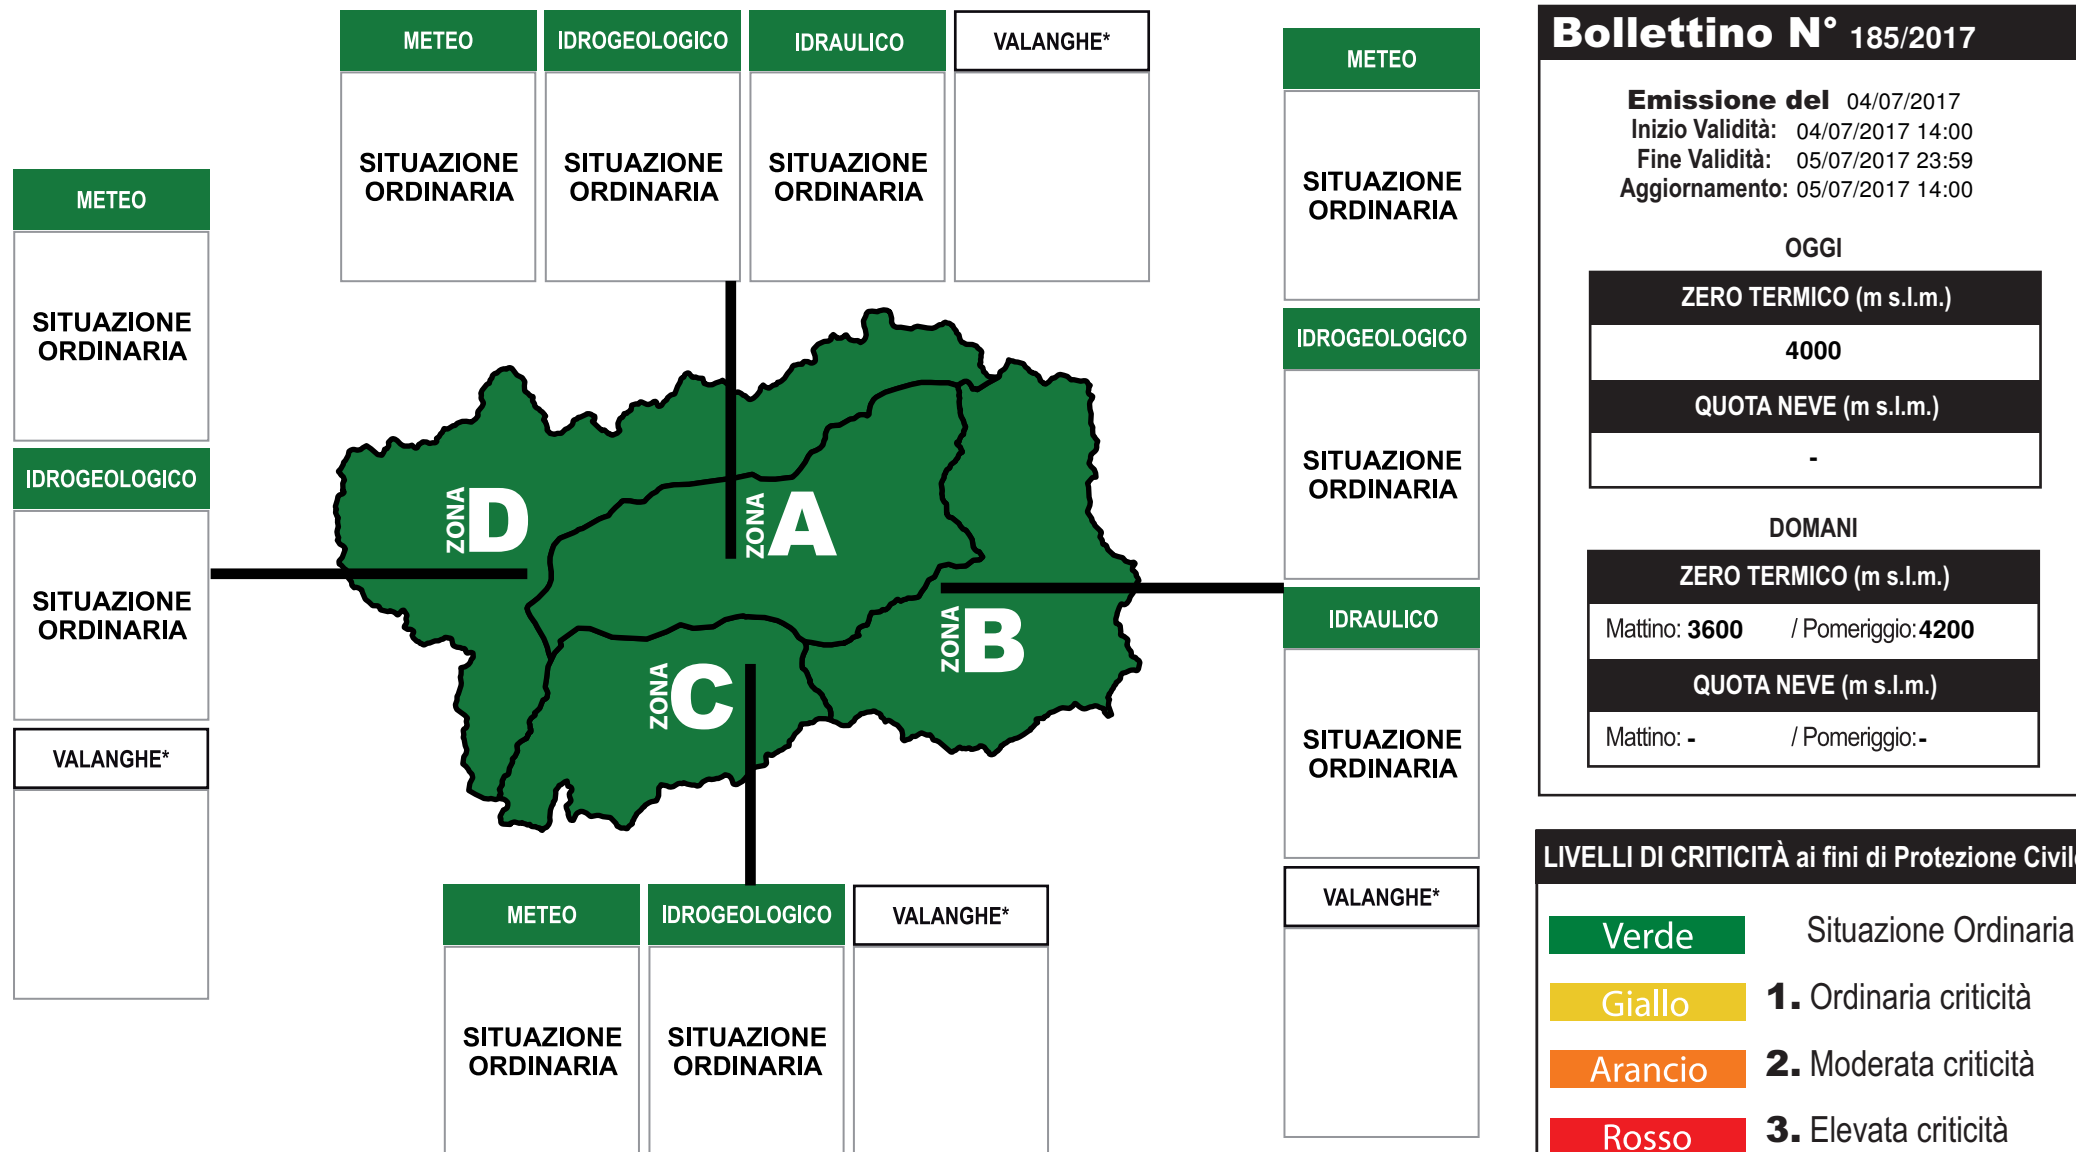 METEO
IDROGEOLOGICO
IDRAULICO
VALANGHE*
SITUAZIONE
ORDINARIA
SITUAZIONE
ORDINARIA
SITUAZIONE
ORDINARIA
METEO
SITUAZIONE
ORDINARIA
IDROGEOLOGICO
SITUAZIONE
ORDINARIA
VALANGHE*
ZONA D
ZONA A
ZONA C
ZONA B
METEO
SITUAZIONE
ORDINARIA
IDROGEOLOGICO
SITUAZIONE
ORDINARIA
IDRAULICO
SITUAZIONE
ORDINARIA
VALANGHE*
METEO
IDROGEOLOGICO
VALANGHE*
SITUAZIONE
ORDINARIA
SITUAZIONE
ORDINARIA
Bollettino N° 185/2017
Emissione del 04/07/2017
Inizio Validità: 04/07/2017 14:00
Fine Validità: 05/07/2017 23:59
Aggiornamento: 05/07/2017 14:00
OGGI
ZERO TERMICO (m s.l.m.)
4000
QUOTA NEVE (m s.l.m.)
-
DOMANI
ZERO TERMICO (m s.l.m.)
Mattino: 3600 / Pomeriggio: 4200
QUOTA NEVE (m s.l.m.)
Mattino: - / Pomeriggio: -
LIVELLI DI CRITICITÀ ai fini di Protezione Civil
Verde Situazione Ordinaria
Giallo 1. Ordinaria criticità
Arancio 2. Moderata criticità
Rosso 3. Elevata criticità